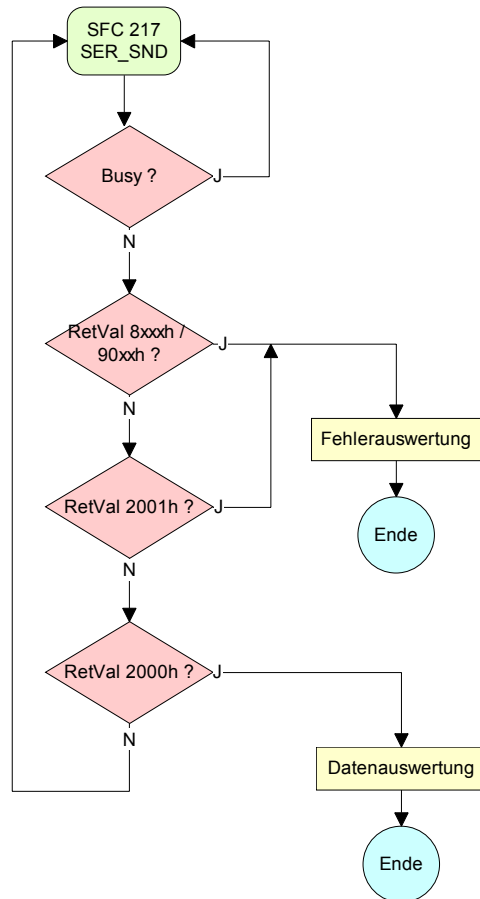 SFC 217
SER_SND
Busy ?
J
N
RetVal 8xxxh /
90xxh ?
J
N
Fehlerauswertung
RetVal 2001h ?
J
Ende
N
RetVal 2000h ?
J
N
Datenauswertung
Ende